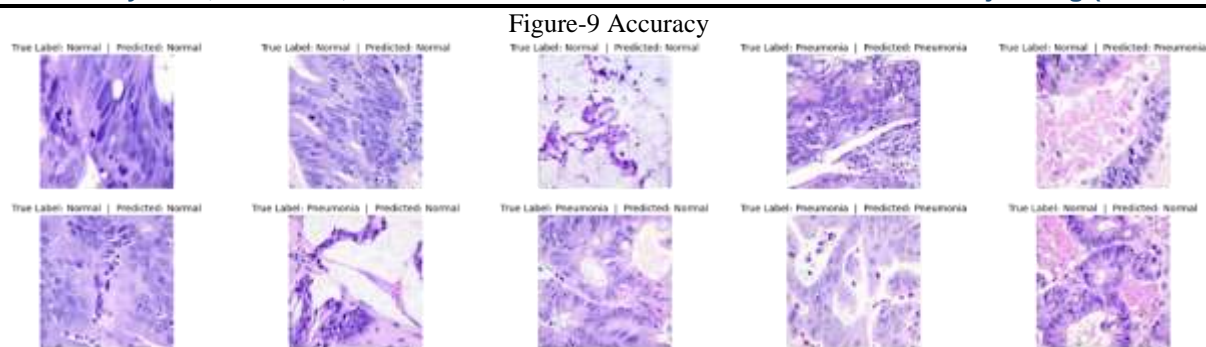 Figure-9 Accuracy
True Label: Normal | Predicted: Normal
True Label: Normal | Predicted: Normal
True Label: Normal | Predicted: Normal
True Label: Pneumonia | Predicted: Pneumonia
True Label: Normal | Predicted: Pneumonia
True Label: Normal | Predicted: Normal
True Label: Pneumonia | Predicted: Normal
True Label: Pneumonia | Predicted: Normal
True Label: Pneumonia | Predicted: Pneumonia
True Label: Normal | Predicted: Normal